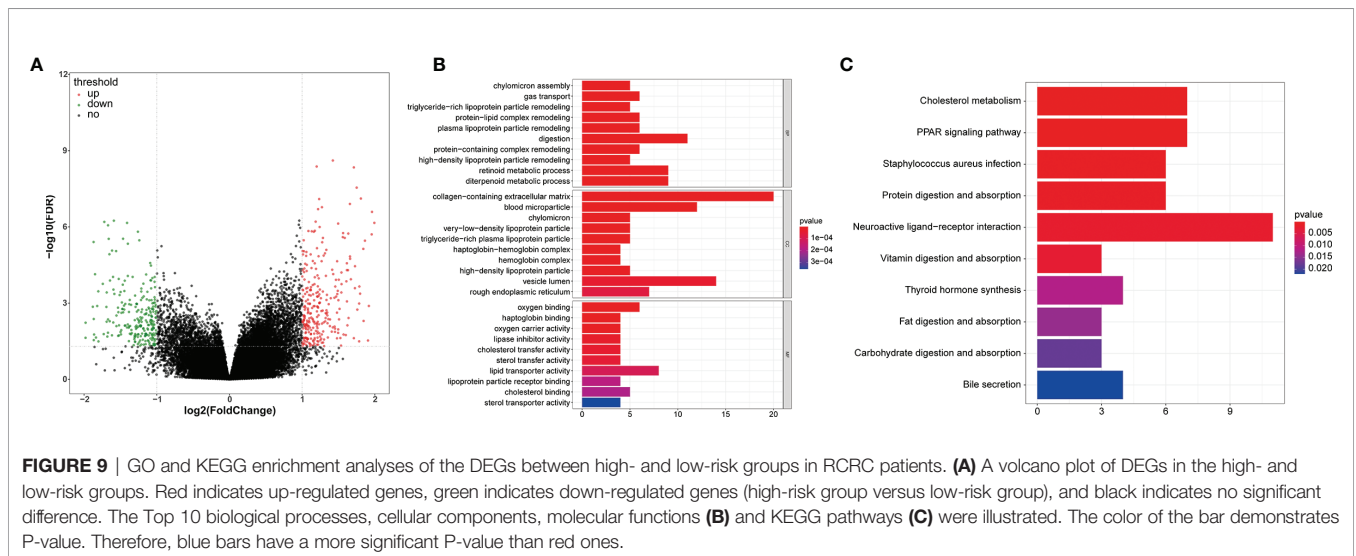 A
threshold
up
down
no
12
9
6
3
0
−log10(FDR)
−2
−1
0
1
2
log2(FoldChange)
B
chylomicron assembly
gas transport
triglyceride−rich lipoprotein particle remodeling
protein−lipid complex remodeling
plasma lipoprotein particle remodeling
digestion
protein−containing complex remodeling
high−density lipoprotein particle remodeling
retinoid metabolic process
diterpenoid metabolic process
collagen−containing extracellular matrix
blood microparticle
chylomicron
very−low−density lipoprotein particle
triglyceride−rich plasma lipoprotein particle
haptoglobin−hemoglobin complex
hemoglobin complex
high−density lipoprotein particle
vesicle lumen
rough endoplasmic reticulum
oxygen binding
haptoglobin binding
oxygen carrier activity
lipase inhibitor activity
cholesterol transfer activity
sterol transfer activity
lipid transporter activity
lipoprotein particle receptor binding
cholesterol binding
sterol transporter activity
0
5
10
15
20
pvalue
1e−04
2e−04
3e−04
C
Cholesterol metabolism
PPAR signaling pathway
Staphylococcus aureus infection
Protein digestion and absorption
Neuroactive ligand−receptor interaction
Vitamin digestion and absorption
Thyroid hormone synthesis
Fat digestion and absorption
Carbohydrate digestion and absorption
Bile secretion
0
3
6
9
pvalue
0.005
0.010
0.015
0.020
FIGURE 9 | GO and KEGG enrichment analyses of the DEGs between high- and low-risk groups in RCRC patients. (A) A volcano plot of DEGs in the high- and
low-risk groups. Red indicates up-regulated genes, green indicates down-regulated genes (high-risk group versus low-risk group), and black indicates no significant
difference. The Top 10 biological processes, cellular components, molecular functions (B) and KEGG pathways (C) were illustrated. The color of the bar demonstrates
P-value. Therefore, blue bars have a more significant P-value than red ones.